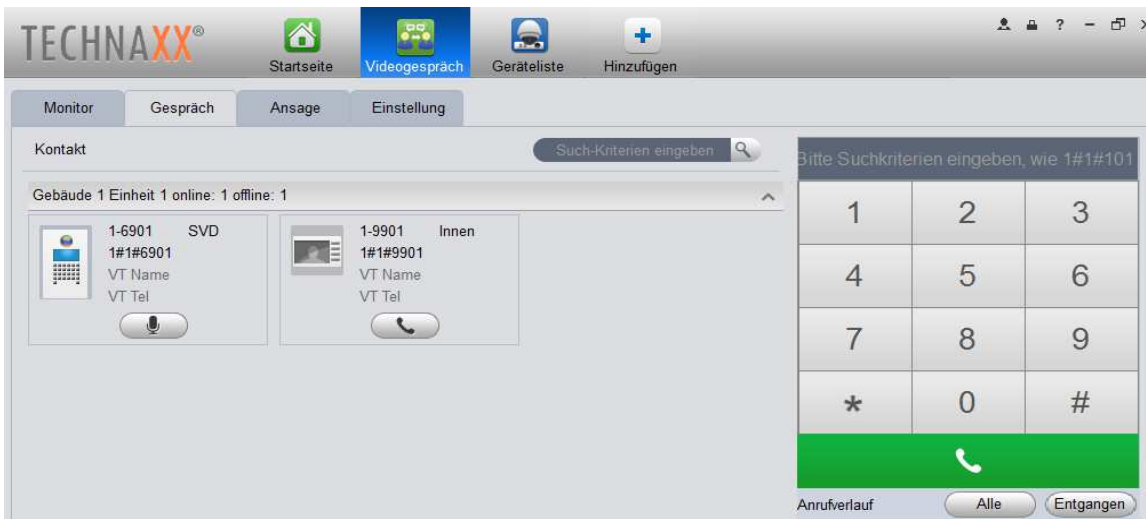 TECHNAXX®
Startseite
Videogespräch
Geräteliste
Hinzufügen
?
Monitor
Gespräch
Ansage
Einstellung
Kontakt
Such-Kriterien eingeben
Gebäude 1 Einheit 1 online: 1 offline: 1
1-6901 SVD
1#1#6901
VT Name
VT Tel
1-9901 Innen
1#1#9901
VT Name
VT Tel
Bitte Suchkriterien eingeben, wie 1#1#101
1 2 3
4 5 6
7 8 9
* 0 #
Anrufverlauf
Alle
Entgangen